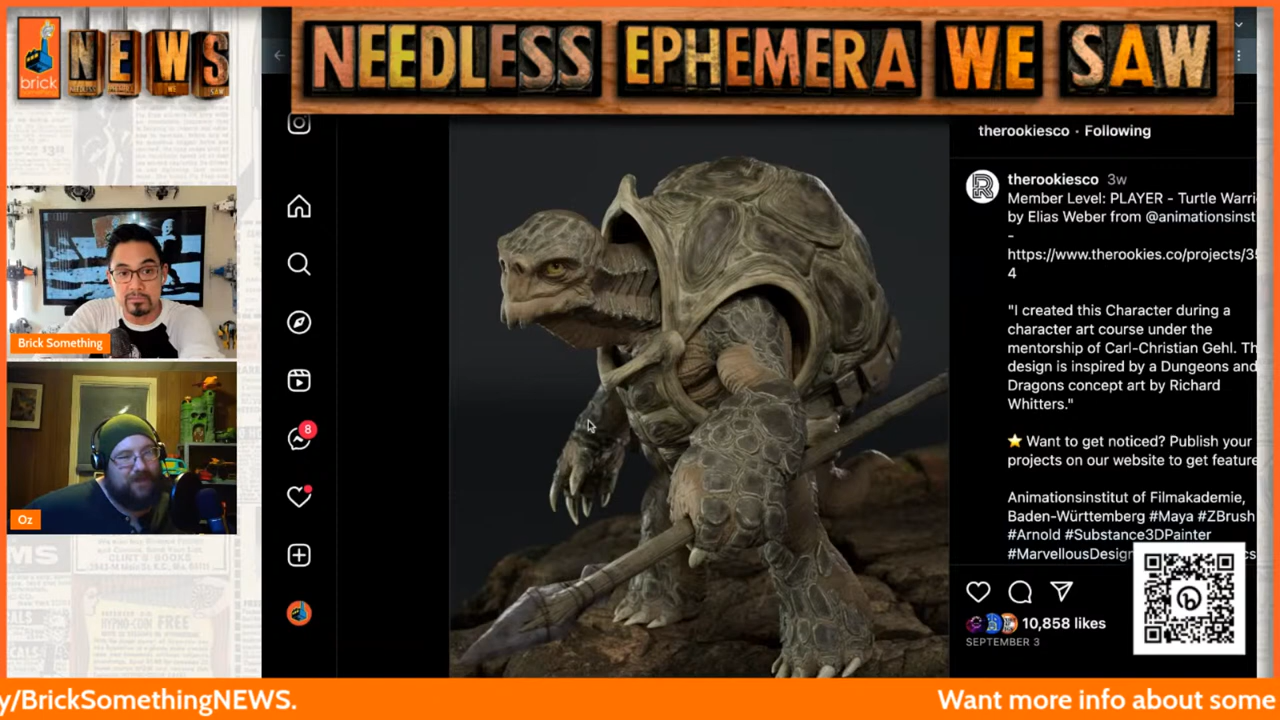 NEWS
brick
NEEDLESS EPHEMERA WE SAW
therookiesco · Following
therookiesco 3w
Member Level: PLAYER - Turtle Warri
by Elias Weber from @animationsinst
-
https://www.therookies.co/projects/3
4
"I created this Character during a
character art course under the
mentorship of Carl-Christian Gehl. Th
design is inspired by a Dungeons and
Dragons concept art by Richard
Whitters."
⭐ Want to get noticed? Publish your
projects on our website to get feature
Animationsinstitut of Filmakademie,
Baden-Württemberg #Maya #ZBrush
#Arnold #Substance3DPainter
#MarvellousDesign
10,858 likes
SEPTEMBER 3
8
Brick Something
Oz
y/BrickSomethingNEWS.
Want more info about some